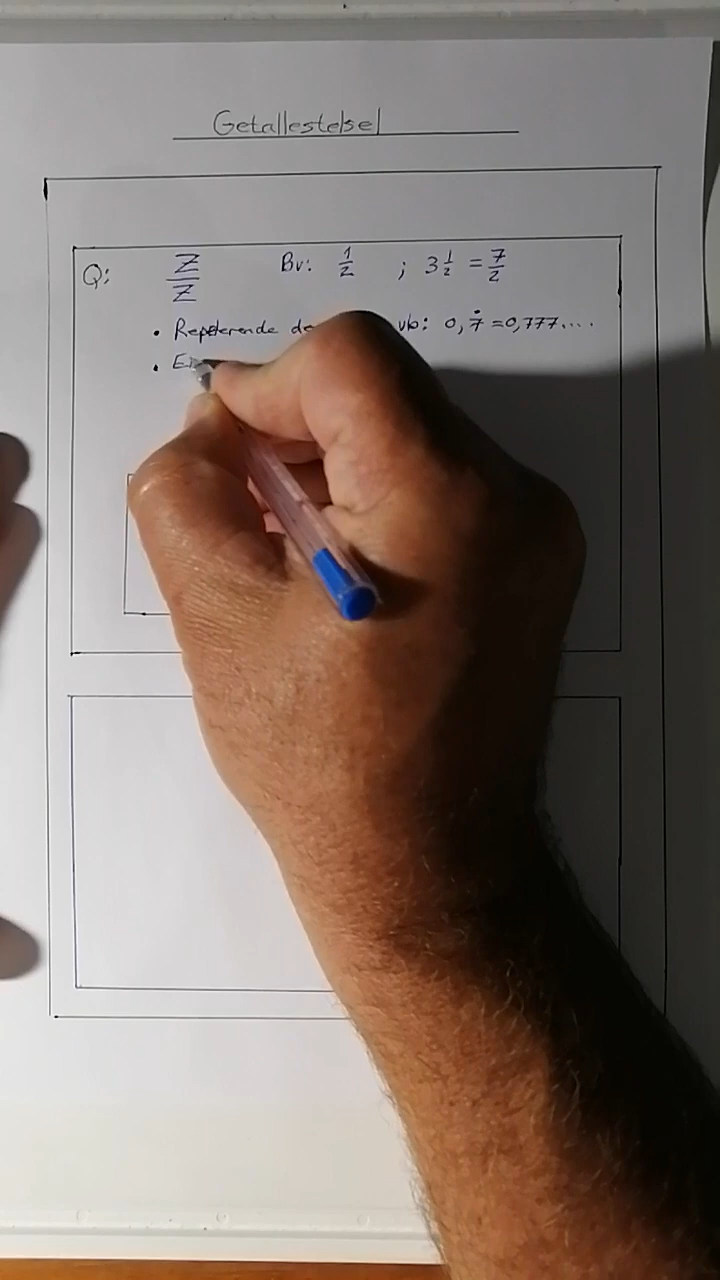 Getallestelsel
Q: Z/Z Bv: 1/2 ; 3 1/2 = 7/2
• Repeterende vb: 0,7̇ = 0,777....
•